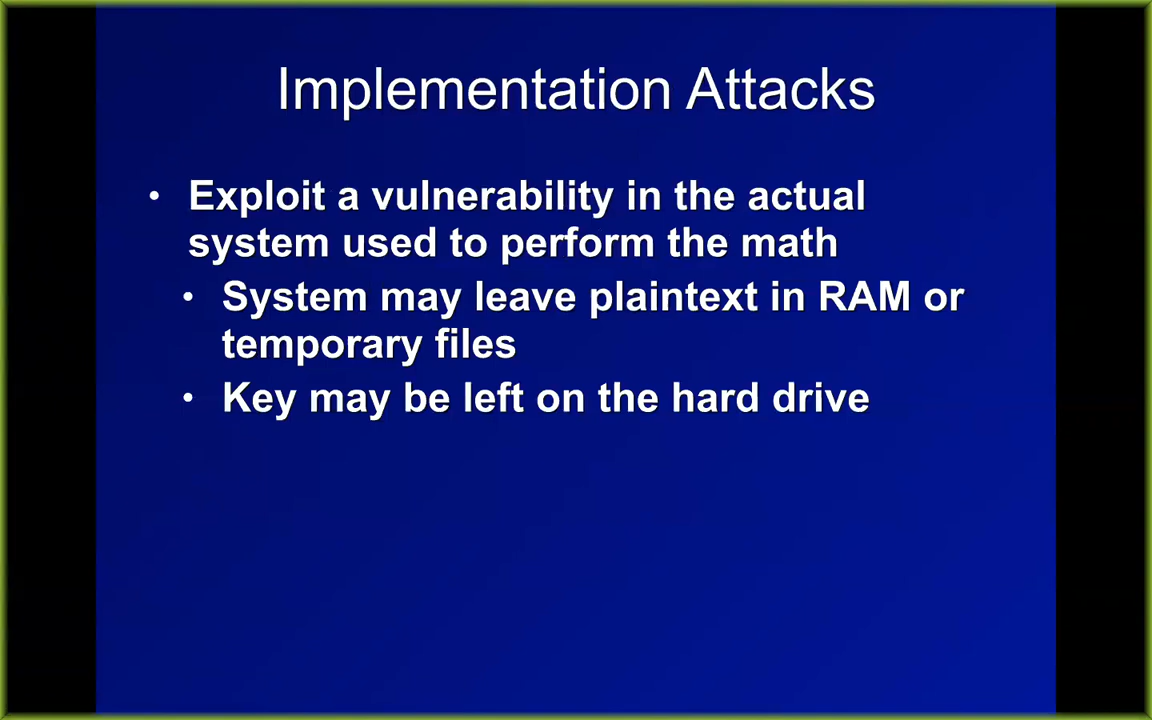 Implementation Attacks
• Exploit a vulnerability in the actual
system used to perform the math
• System may leave plaintext in RAM or
temporary files
• Key may be left on the hard drive